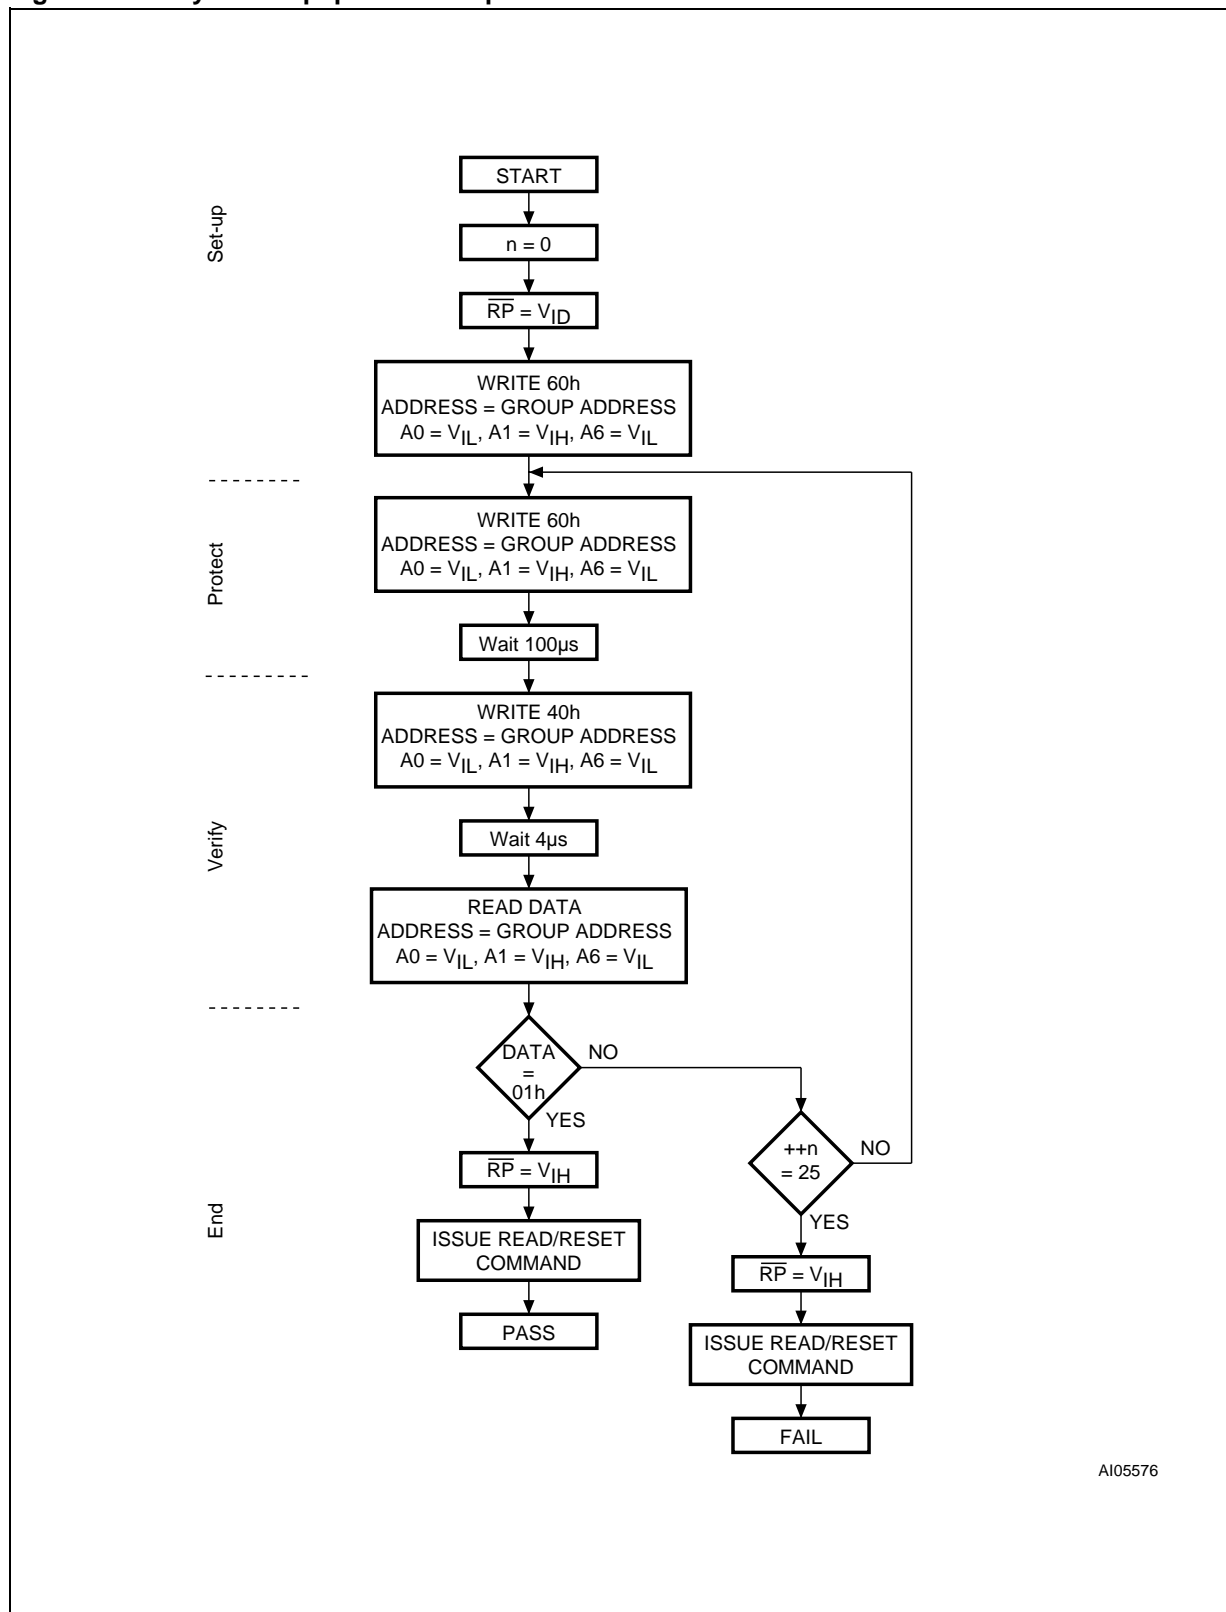 START
Set-up
n = 0
R̅P̅ = VID
WRITE 60h
ADDRESS = GROUP ADDRESS
A0 = VIL, A1 = VIH, A6 = VIL
Protect
WRITE 60h
ADDRESS = GROUP ADDRESS
A0 = VIL, A1 = VIH, A6 = VIL
Wait 100µs
WRITE 40h
ADDRESS = GROUP ADDRESS
A0 = VIL, A1 = VIH, A6 = VIL
Verify
Wait 4µs
READ DATA
ADDRESS = GROUP ADDRESS
A0 = VIL, A1 = VIH, A6 = VIL
DATA
=
01h
NO
YES
++n
= 25
NO
YES
End
R̅P̅ = VIH
ISSUE READ/RESET
COMMAND
PASS
R̅P̅ = VIH
ISSUE READ/RESET
COMMAND
FAIL
AI05576